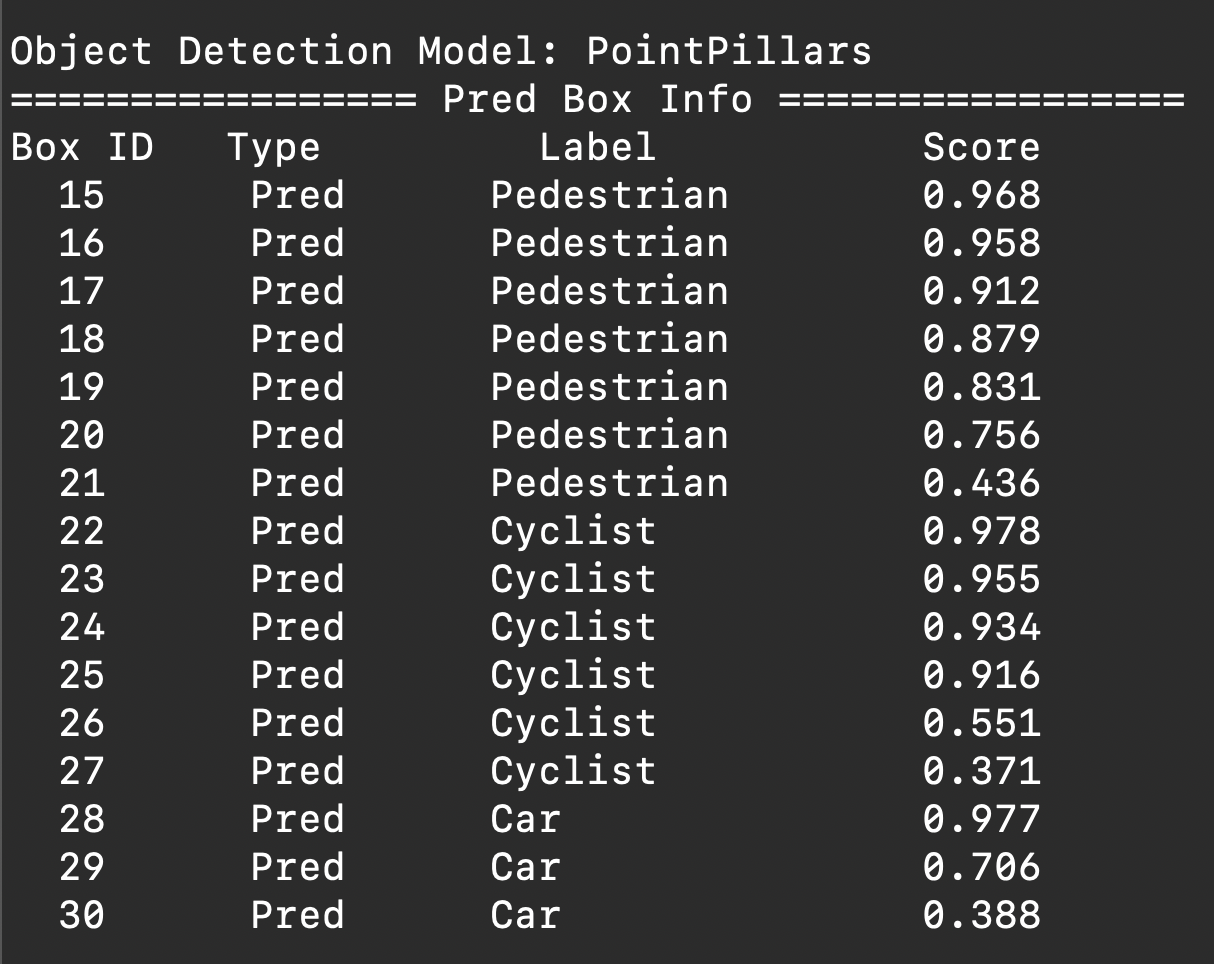 Object Detection Model: PointPillars
================= Pred Box Info =================
Box ID   Type         Label           Score
  15      Pred      Pedestrian        0.968
  16      Pred      Pedestrian        0.958
  17      Pred      Pedestrian        0.912
  18      Pred      Pedestrian        0.879
  19      Pred      Pedestrian        0.831
  20      Pred      Pedestrian        0.756
  21      Pred      Pedestrian        0.436
  22      Pred      Cyclist           0.978
  23      Pred      Cyclist           0.955
  24      Pred      Cyclist           0.934
  25      Pred      Cyclist           0.916
  26      Pred      Cyclist           0.551
  27      Pred      Cyclist           0.371
  28      Pred      Car               0.977
  29      Pred      Car               0.706
  30      Pred      Car               0.388